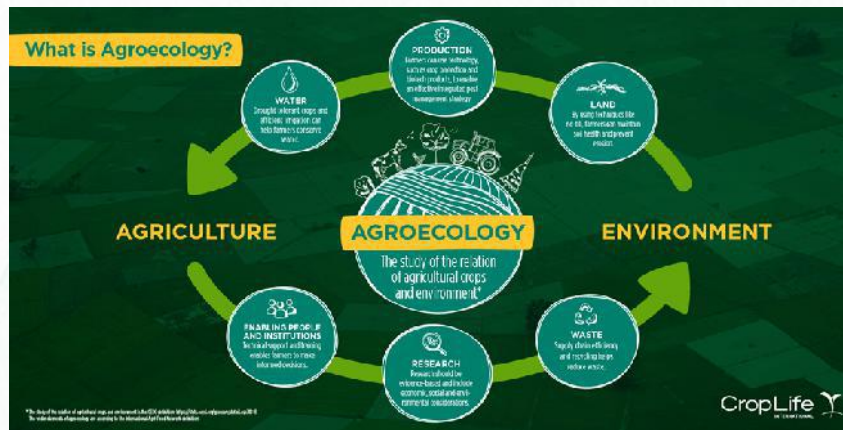 What is Agroecology?
PRODUCTION
Farmers can use technology,
such as crop protection and
biotech products, to enable
an effective integrated pest
management strategy
WATER
Drought tolerant crops and
efficient irrigation can
help farmers conserve
water.
LAND
By using techniques like
no till, farmers can maintain
soil health and prevent
erosion.
AGRICULTURE
AGROECOLOGY
ENVIRONMENT
The study of the relation
of agricultural crops
and environment*
ENABLING PEOPLE
AND INSTITUTIONS
Technical support and training
enables farmers to make
informed decisions.
RESEARCH
Research should be
evidence-based and include
economic, social and envi-
ronmental considerations.
WASTE
Supply chain efficiency
and recycling helps
reduce waste.
CropLife
INTERNATIONAL